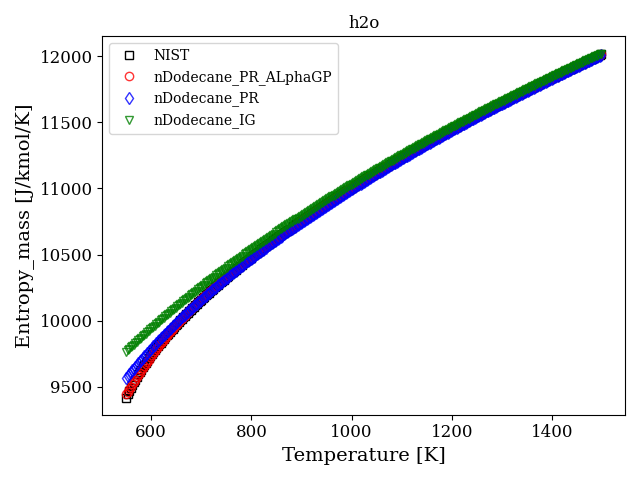 h2o
NIST
nDodecane_PR_ALphaGP
nDodecane_PR
nDodecane_IG
12000
11500
11000
10500
10000
9500
Entropy_mass [J/kmol/K]
600 800 1000 1200 1400
Temperature [K]